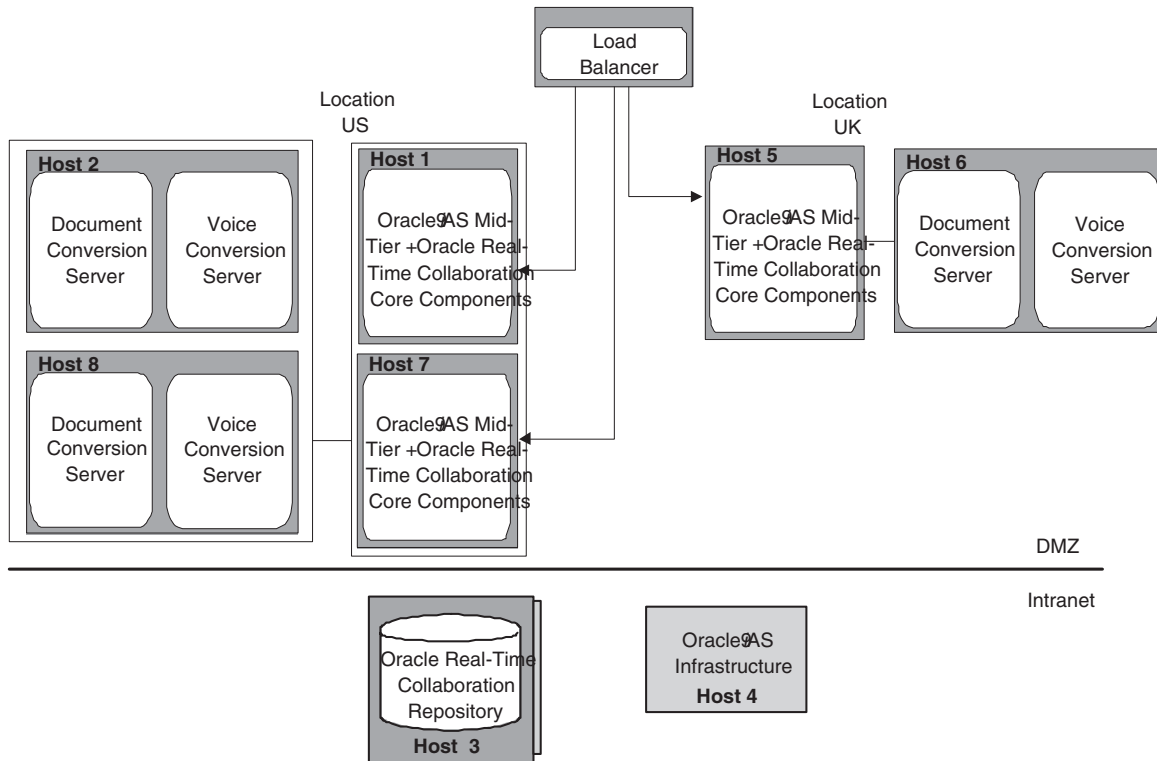 Load
Balancer
Location
US
Location
UK
Host 2
Document
Conversion
Server
Voice
Conversion
Server
Host 1
Oracle9iAS Mid-
Tier +Oracle Real-
Time Collaboration
Core Components
Host 5
Oracle9iAS Mid-
Tier +Oracle Real-
Time Collaboration
Core Components
Host 6
Document
Conversion
Server
Voice
Conversion
Server
Host 8
Document
Conversion
Server
Voice
Conversion
Server
Host 7
Oracle9iAS Mid-
Tier +Oracle Real-
Time Collaboration
Core Components
DMZ
Intranet
Oracle Real-Time
Collaboration
Repository
Host 3
Oracle9iAS
Infrastructure
Host 4